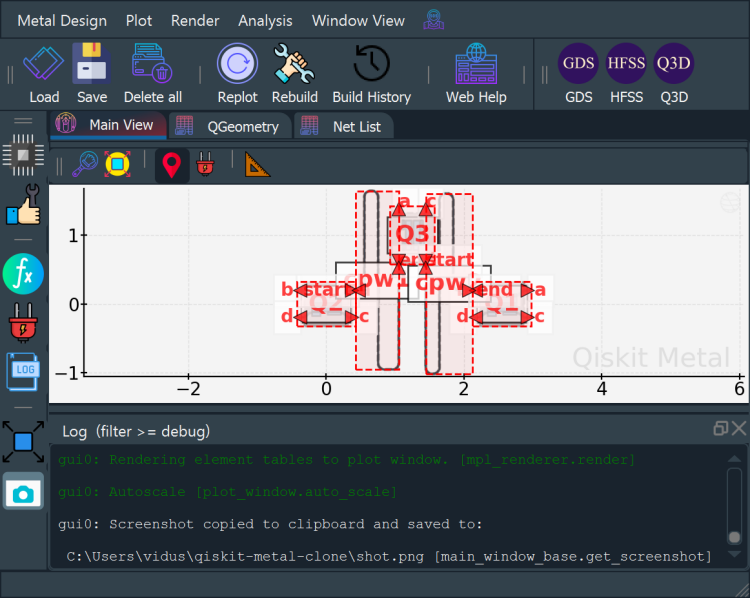 Metal Design Plot Render Analysis Window View
GDS HFSS Q3D
Load Save Delete all Replot Rebuild Build History Web Help GDS HFSS Q3D
Main View QGeometry Net List
a c
Q3
1
end start
cpw 1 cpw
b start end a
0
Q2 Q1
d c d c
Qiskit Metal
−1
−2 0 2 4 6
LOG
Log (filter >= debug)
gui0: Rendering element tables to plot window. [mpl_renderer.render]
gui0: Autoscale [plot_window.auto_scale]
gui0: Screenshot copied to clipboard and saved to:
C:\Users\vidus\qiskit-metal-clone\shot.png [main_window_base.get_screenshot]